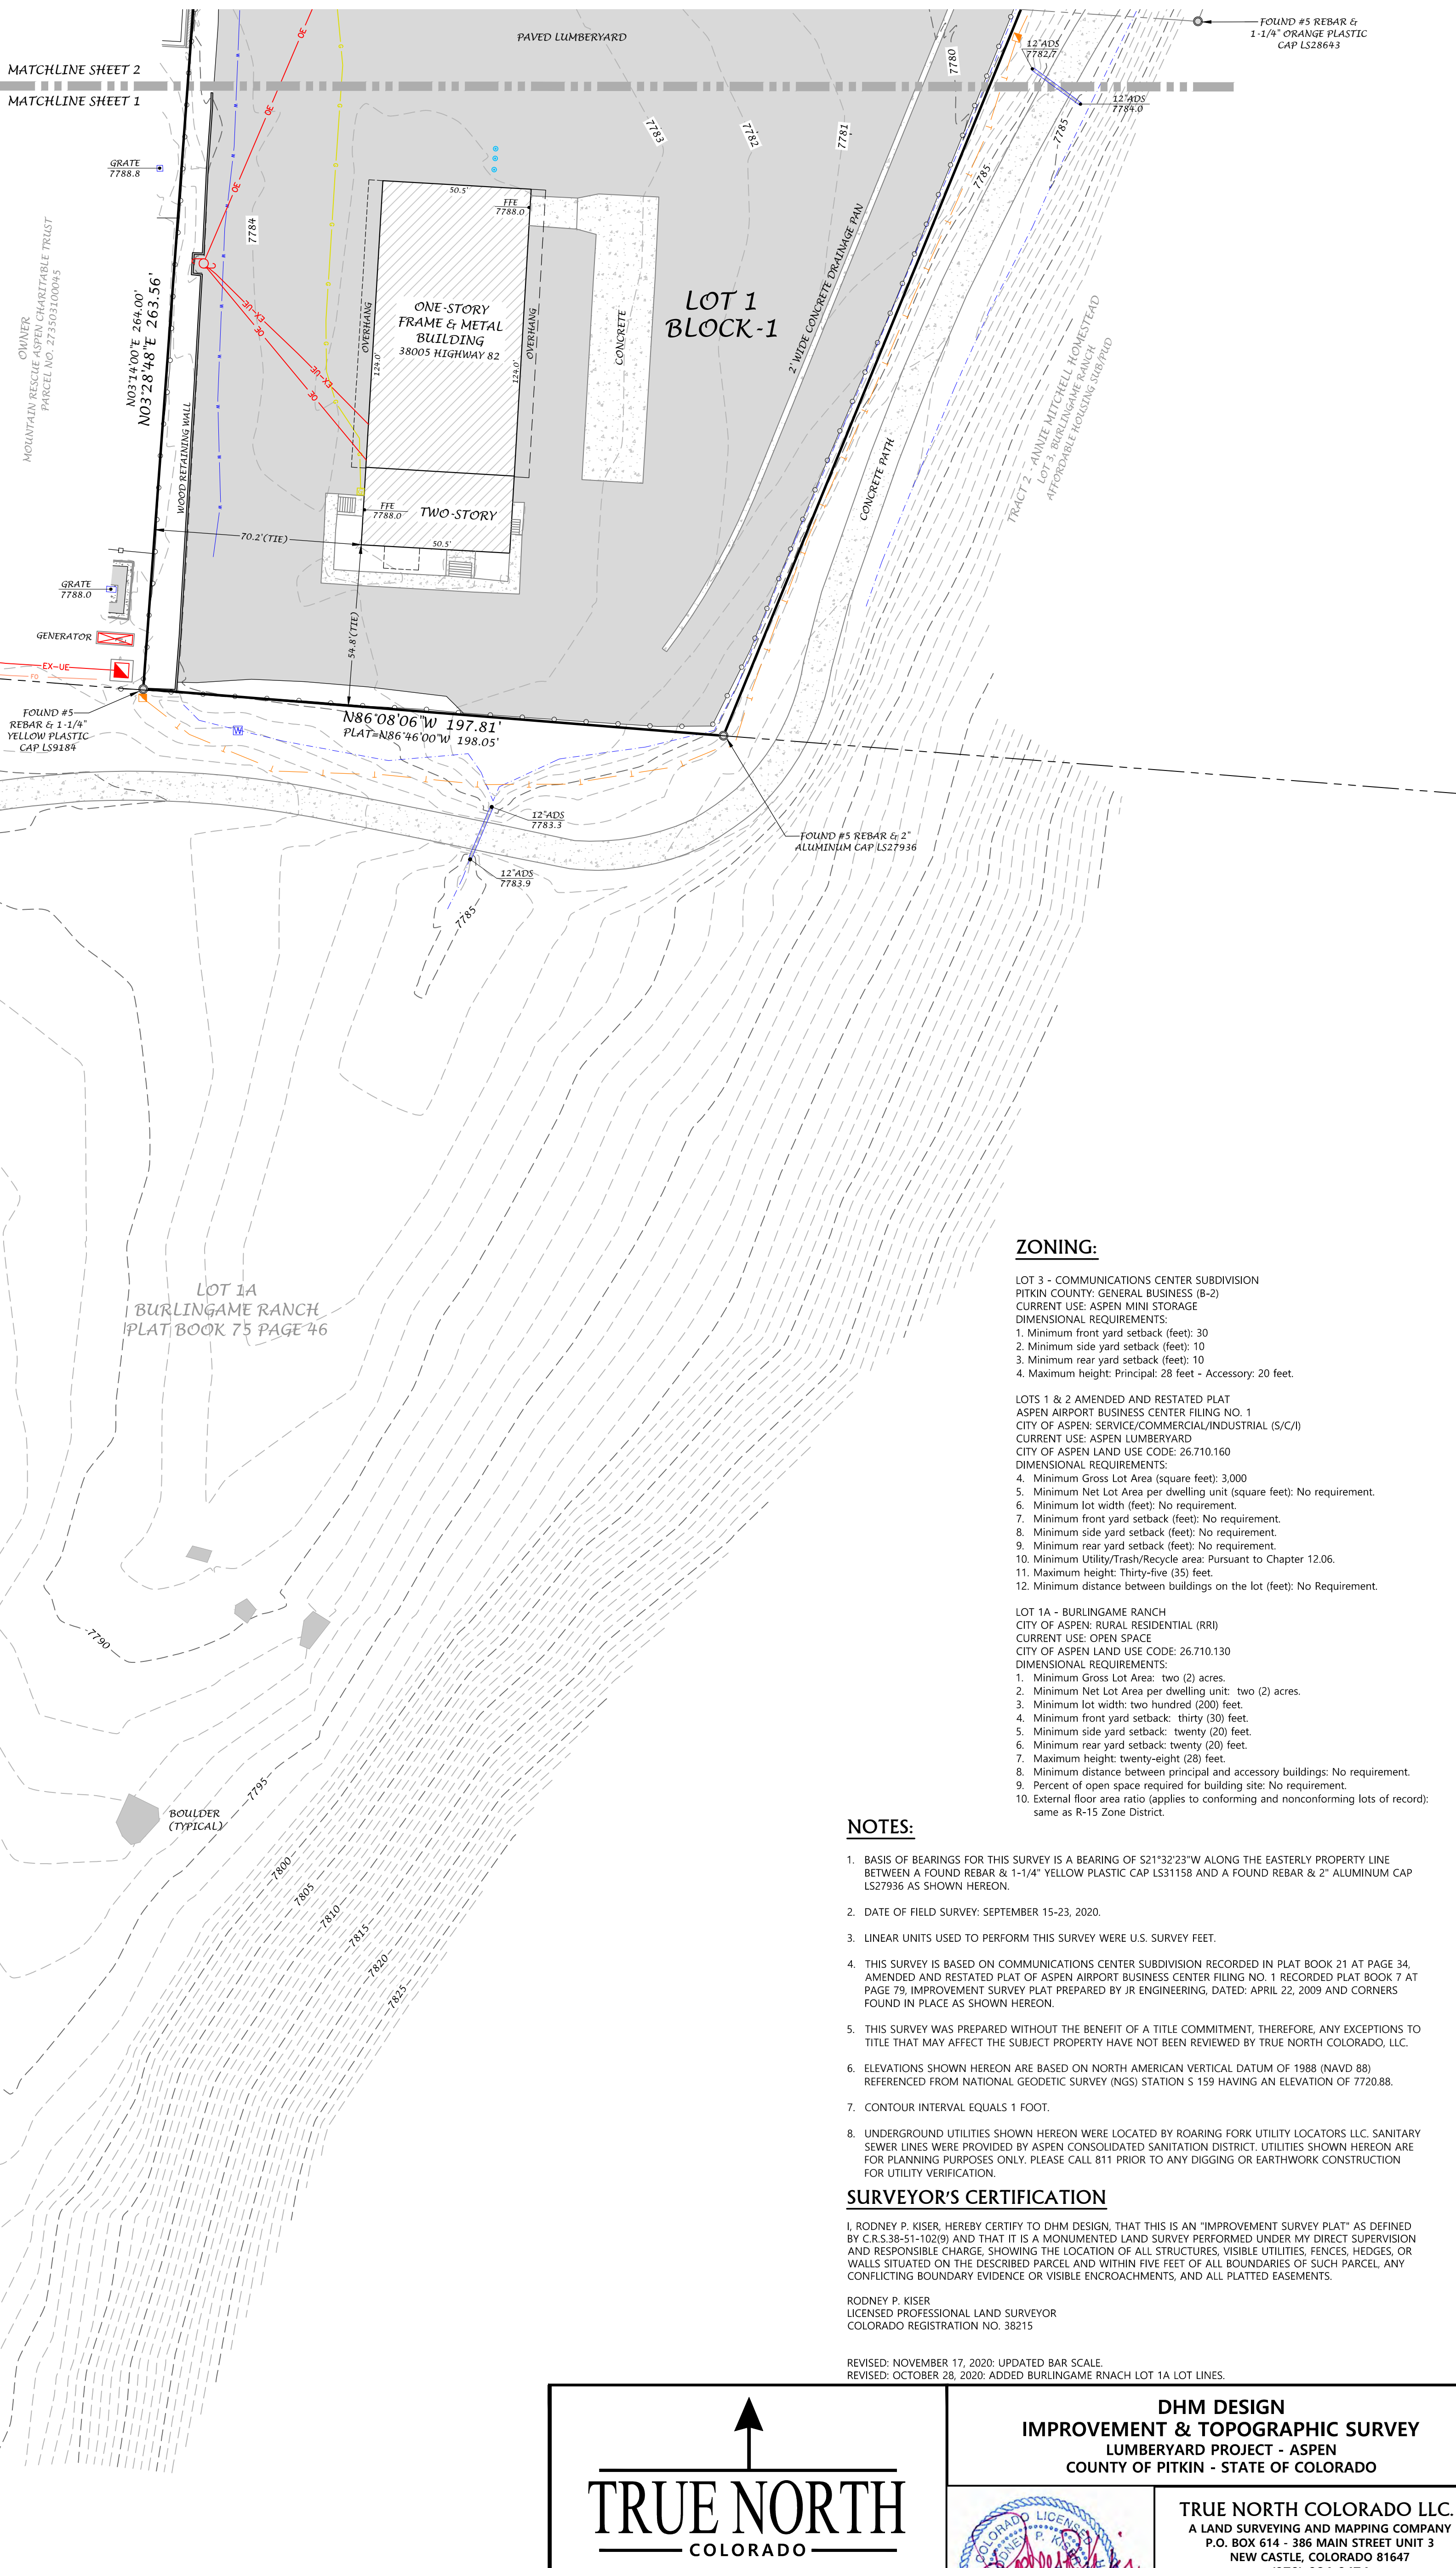 PAVED LUMBERYARD
FOUND #5 REBAR &
1-1/4" ORANGE PLASTIC
CAP LS28643
MATCHLINE SHEET 2
MATCHLINE SHEET 1
OE
7780
12"ADS
7782.7
12"ADS
7784.0
7785
7783
7782
7781
OE
GRATE
7788.8
7785
OE
50.5'
FFE
7788.0
7784
OWNER
MOUNTAIN RESCUE ASPEN CHARITABLE TRUST
PARCEL NO. 273503100045
N03°14'00"E 264.00'
N03°28'48"E 263.56'
WOOD RETAINING WALL
EX-UE
OE
EX-UE
OE
OVERHANG
124.0'
ONE-STORY
FRAME & METAL
BUILDING
38005 HIGHWAY 82
OVERHANG
124.0'
CONCRETE
LOT 1
BLOCK-1
2' WIDE CONCRETE DRAINAGE PAN
CONCRETE PATH
TRACT 2 - ANNIE MITCHELL HOMESTEAD
LOT 3, BURLINGAME RANCH
AFFORDABLE HOUSING SUB/PUD
FFE
7788.0
TWO-STORY
50.5'
70.2'(TIE)
54.8'(TIE)
GRATE
7788.0
GENERATOR
EX-UE
FO
FOUND #5
REBAR & 1-1/4"
YELLOW PLASTIC
CAP LS9184
W
N86°08'06"W 197.81'
PLAT=N86°46'00"W 198.05'
12"ADS
7783.3
FOUND #5 REBAR & 2"
ALUMINUM CAP LS27936
12"ADS
7783.9
7785
LOT 1A
BURLINGAME RANCH
PLAT BOOK 75 PAGE 46
7790
7795
BOULDER
(TYPICAL)
7800
7805
7810
7815
7820
7825
ZONING:
LOT 3 - COMMUNICATIONS CENTER SUBDIVISION
PITKIN COUNTY: GENERAL BUSINESS (B-2)
CURRENT USE: ASPEN MINI STORAGE
DIMENSIONAL REQUIREMENTS:
1. Minimum front yard setback (feet): 30
2. Minimum side yard setback (feet): 10
3. Minimum rear yard setback (feet): 10
4. Maximum height: Principal: 28 feet - Accessory: 20 feet.
LOTS 1 & 2 AMENDED AND RESTATED PLAT
ASPEN AIRPORT BUSINESS CENTER FILING NO. 1
CITY OF ASPEN: SERVICE/COMMERCIAL/INDUSTRIAL (S/C/I)
CURRENT USE: ASPEN LUMBERYARD
CITY OF ASPEN LAND USE CODE: 26.710.160
DIMENSIONAL REQUIREMENTS:
4. Minimum Gross Lot Area (square feet): 3,000
5. Minimum Net Lot Area per dwelling unit (square feet): No requirement.
6. Minimum lot width (feet): No requirement.
7. Minimum front yard setback (feet): No requirement.
8. Minimum side yard setback (feet): No requirement.
9. Minimum rear yard setback (feet): No requirement.
10. Minimum Utility/Trash/Recycle area: Pursuant to Chapter 12.06.
11. Maximum height: Thirty-five (35) feet.
12. Minimum distance between buildings on the lot (feet): No Requirement.
LOT 1A - BURLINGAME RANCH
CITY OF ASPEN: RURAL RESIDENTIAL (RRI)
CURRENT USE: OPEN SPACE
CITY OF ASPEN LAND USE CODE: 26.710.130
DIMENSIONAL REQUIREMENTS:
1. Minimum Gross Lot Area: two (2) acres.
2. Minimum Net Lot Area per dwelling unit: two (2) acres.
3. Minimum lot width: two hundred (200) feet.
4. Minimum front yard setback: thirty (30) feet.
5. Minimum side yard setback: twenty (20) feet.
6. Minimum rear yard setback: twenty (20) feet.
7. Maximum height: twenty-eight (28) feet.
8. Minimum distance between principal and accessory buildings: No requirement.
9. Percent of open space required for building site: No requirement.
10. External floor area ratio (applies to conforming and nonconforming lots of record):
same as R-15 Zone District.
NOTES:
1. BASIS OF BEARINGS FOR THIS SURVEY IS A BEARING OF S21°32'23"W ALONG THE EASTERLY PROPERTY LINE
BETWEEN A FOUND REBAR & 1-1/4" YELLOW PLASTIC CAP LS31158 AND A FOUND REBAR & 2" ALUMINUM CAP
LS27936 AS SHOWN HEREON.
2. DATE OF FIELD SURVEY: SEPTEMBER 15-23, 2020.
3. LINEAR UNITS USED TO PERFORM THIS SURVEY WERE U.S. SURVEY FEET.
4. THIS SURVEY IS BASED ON COMMUNICATIONS CENTER SUBDIVISION RECORDED IN PLAT BOOK 21 AT PAGE 34,
AMENDED AND RESTATED PLAT OF ASPEN AIRPORT BUSINESS CENTER FILING NO. 1 RECORDED PLAT BOOK 7 AT
PAGE 79, IMPROVEMENT SURVEY PLAT PREPARED BY JR ENGINEERING, DATED: APRIL 22, 2009 AND CORNERS
FOUND IN PLACE AS SHOWN HEREON.
5. THIS SURVEY WAS PREPARED WITHOUT THE BENEFIT OF A TITLE COMMITMENT, THEREFORE, ANY EXCEPTIONS TO
TITLE THAT MAY AFFECT THE SUBJECT PROPERTY HAVE NOT BEEN REVIEWED BY TRUE NORTH COLORADO, LLC.
6. ELEVATIONS SHOWN HEREON ARE BASED ON NORTH AMERICAN VERTICAL DATUM OF 1988 (NAVD 88)
REFERENCED FROM NATIONAL GEODETIC SURVEY (NGS) STATION S 159 HAVING AN ELEVATION OF 7720.88.
7. CONTOUR INTERVAL EQUALS 1 FOOT.
8. UNDERGROUND UTILITIES SHOWN HEREON WERE LOCATED BY ROARING FORK UTILITY LOCATORS LLC. SANITARY
SEWER LINES WERE PROVIDED BY ASPEN CONSOLIDATED SANITATION DISTRICT. UTILITIES SHOWN HEREON ARE
FOR PLANNING PURPOSES ONLY. PLEASE CALL 811 PRIOR TO ANY DIGGING OR EARTHWORK CONSTRUCTION
FOR UTILITY VERIFICATION.
SURVEYOR'S CERTIFICATION
I, RODNEY P. KISER, HEREBY CERTIFY TO DHM DESIGN, THAT THIS IS AN "IMPROVEMENT SURVEY PLAT" AS DEFINED
BY C.R.S.38-51-102(9) AND THAT IT IS A MONUMENTED LAND SURVEY PERFORMED UNDER MY DIRECT SUPERVISION
AND RESPONSIBLE CHARGE, SHOWING THE LOCATION OF ALL STRUCTURES, VISIBLE UTILITIES, FENCES, HEDGES, OR
WALLS SITUATED ON THE DESCRIBED PARCEL AND WITHIN FIVE FEET OF ALL BOUNDARIES OF SUCH PARCEL, ANY
CONFLICTING BOUNDARY EVIDENCE OR VISIBLE ENCROACHMENTS, AND ALL PLATTED EASEMENTS.
RODNEY P. KISER
LICENSED PROFESSIONAL LAND SURVEYOR
COLORADO REGISTRATION NO. 38215
REVISED: NOVEMBER 17, 2020: UPDATED BAR SCALE.
REVISED: OCTOBER 28, 2020: ADDED BURLINGAME RNACH LOT 1A LOT LINES.
TRUE NORTH
COLORADO
DHM DESIGN
IMPROVEMENT & TOPOGRAPHIC SURVEY
LUMBERYARD PROJECT - ASPEN
COUNTY OF PITKIN - STATE OF COLORADO
COLORADO LICENSED
RODNEY P. KISER
TRUE NORTH COLORADO LLC.
A LAND SURVEYING AND MAPPING COMPANY
P.O. BOX 614 - 386 MAIN STREET UNIT 3
NEW CASTLE, COLORADO 81647